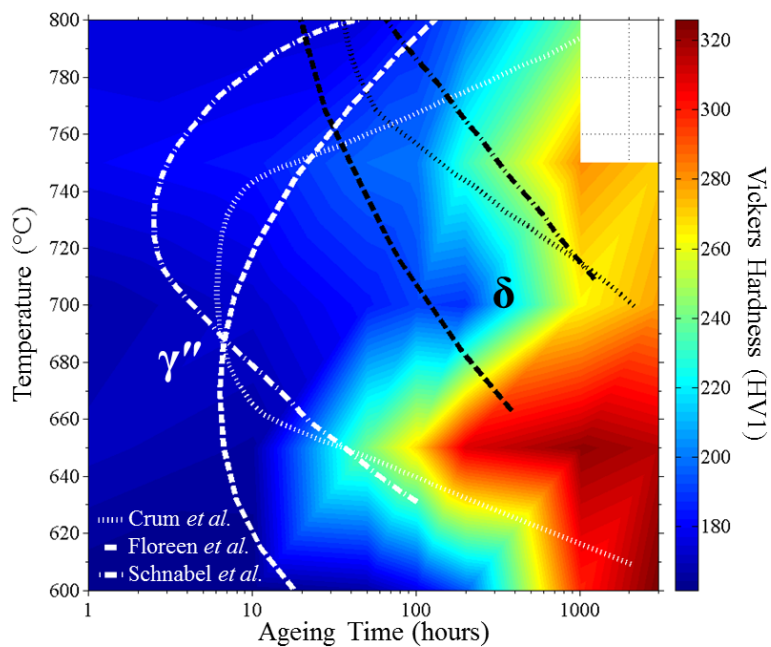 800
780
760
740
720
700
680
660
640
620
600
Temperature (°C)
γ″
δ
Crum et al.
Floreen et al.
Schnabel et al.
1
10
100
1000
Ageing Time (hours)
320
300
280
260
240
220
200
180
Vickers Hardness (HV1)